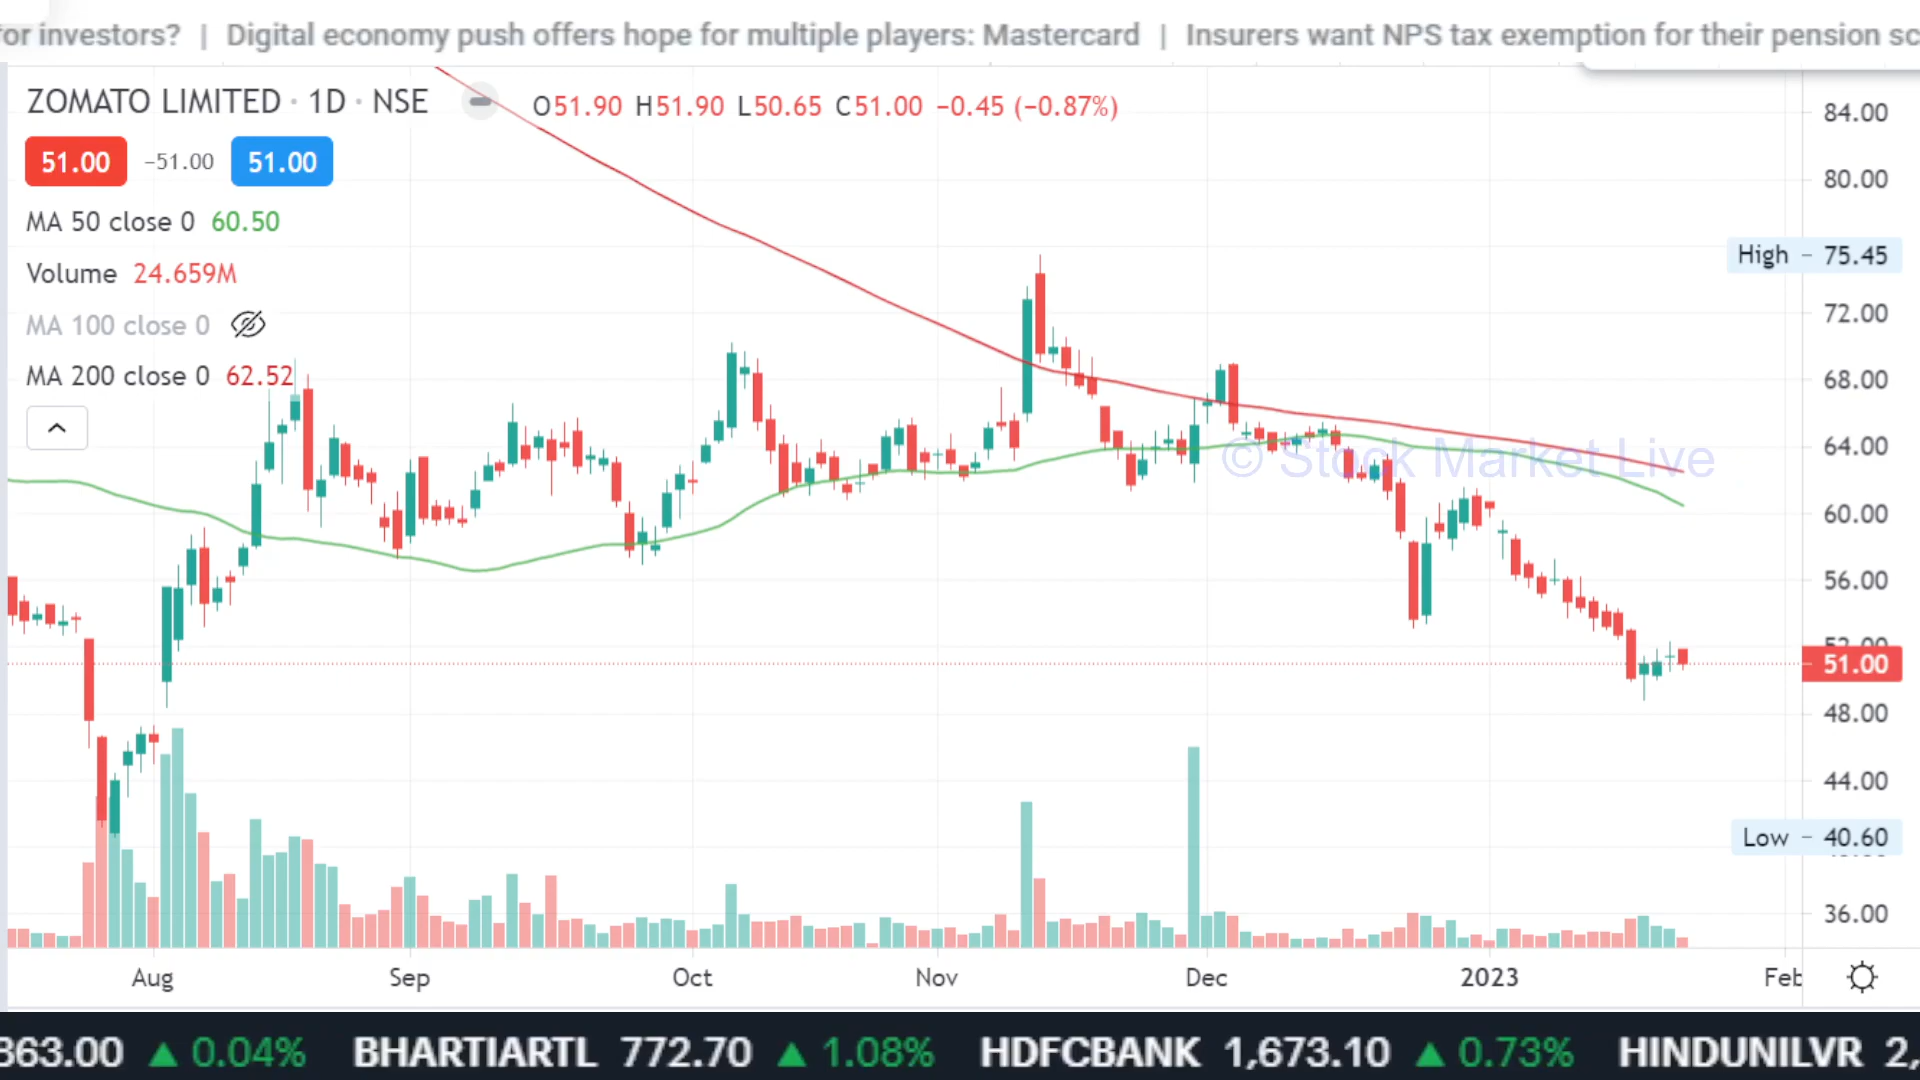 for investors? | Digital economy push offers hope for multiple players: Mastercard | Insurers want NPS tax exemption for their pension sc
ZOMATO LIMITED · 1D · NSE O51.90 H51.90 L50.65 C51.00 −0.45 (−0.87%)
51.00 −51.00 51.00
MA 50 close 0 60.50
Volume 24.659M
MA 100 close 0
MA 200 close 0 62.52
84.00
80.00
High - 75.45
72.00
68.00
64.00
© Stock Market Live
60.00
56.00
52.00
51.00
48.00
44.00
Low - 40.60
36.00
Aug Sep Oct Nov Dec 2023 Feb
363.00 ▲ 0.04% BHARTIARTL 772.70 ▲ 1.08% HDFCBANK 1,673.10 ▲ 0.73% HINDUNILVR 2,